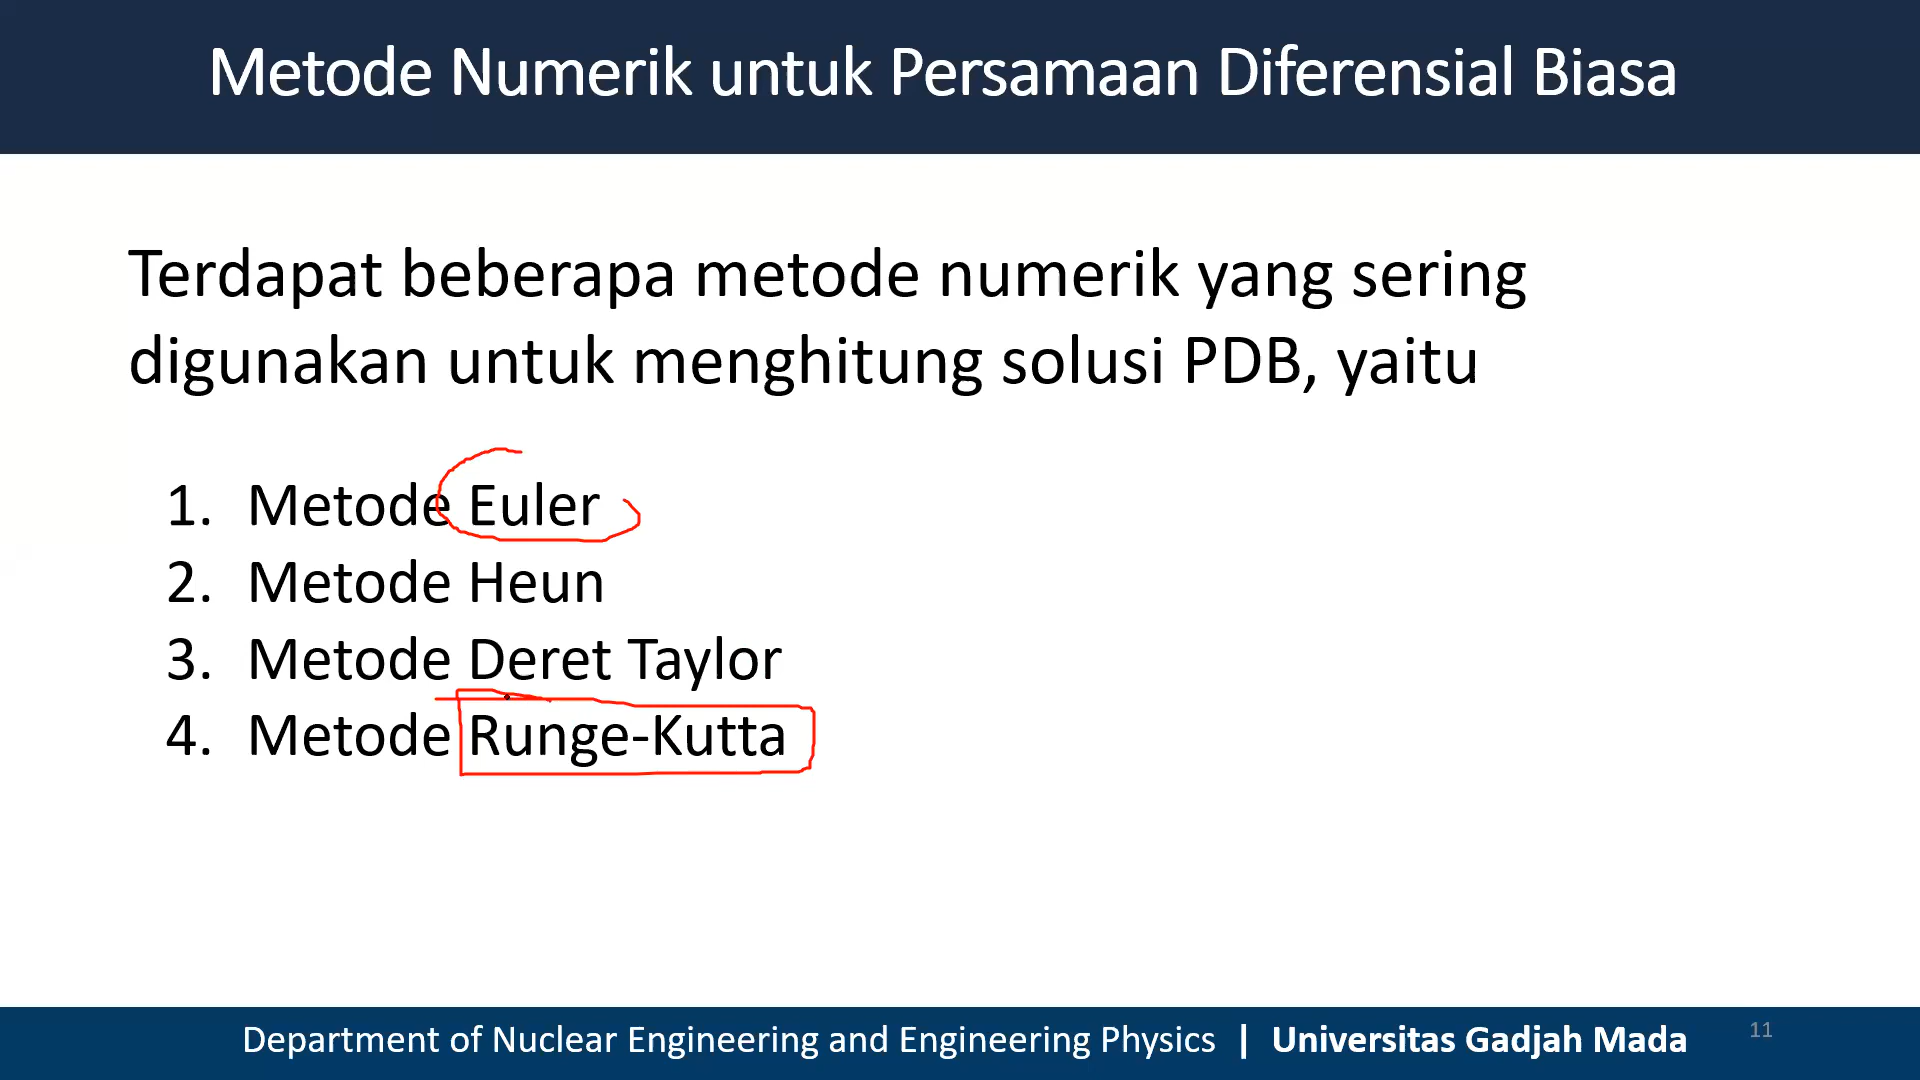 Metode Numerik untuk Persamaan Diferensial Biasa
Terdapat beberapa metode numerik yang sering
digunakan untuk menghitung solusi PDB, yaitu
1. Metode Euler
2. Metode Heun
3. Metode Deret Taylor
4. Metode Runge-Kutta
Department of Nuclear Engineering and Engineering Physics | Universitas Gadjah Mada 11